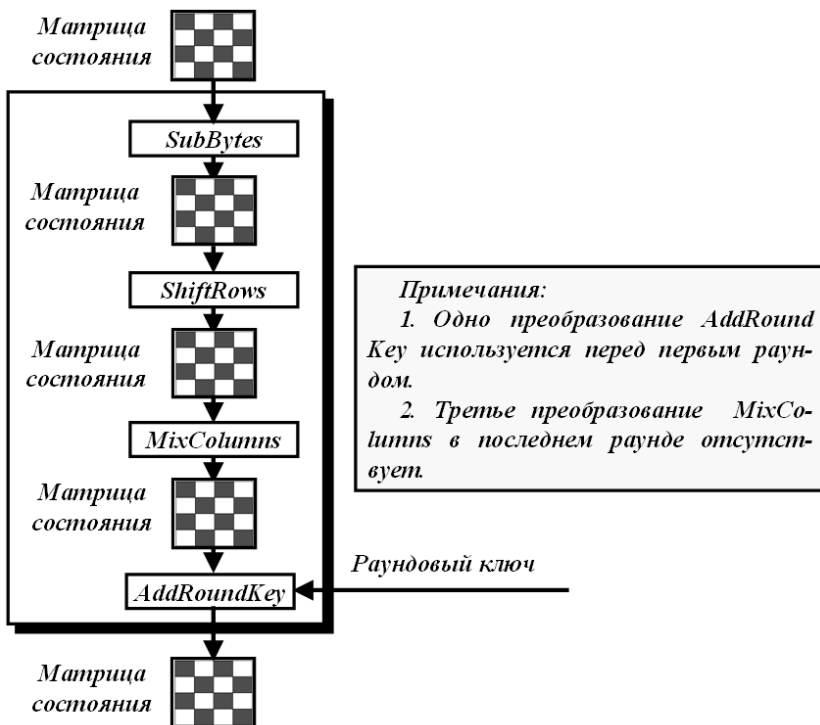 Матрица
состояния
SubBytes
Матрица
состояния
ShiftRows
Матрица
состояния
MixColumns
Матрица
состояния
AddRoundKey
Раундовый ключ
Матрица
состояния
Примечания:
1. Одно преобразование AddRound
Key используется перед первым раун-
дом.
2. Третье преобразование MixCo-
lumns в последнем раунде отсутст-
вует.